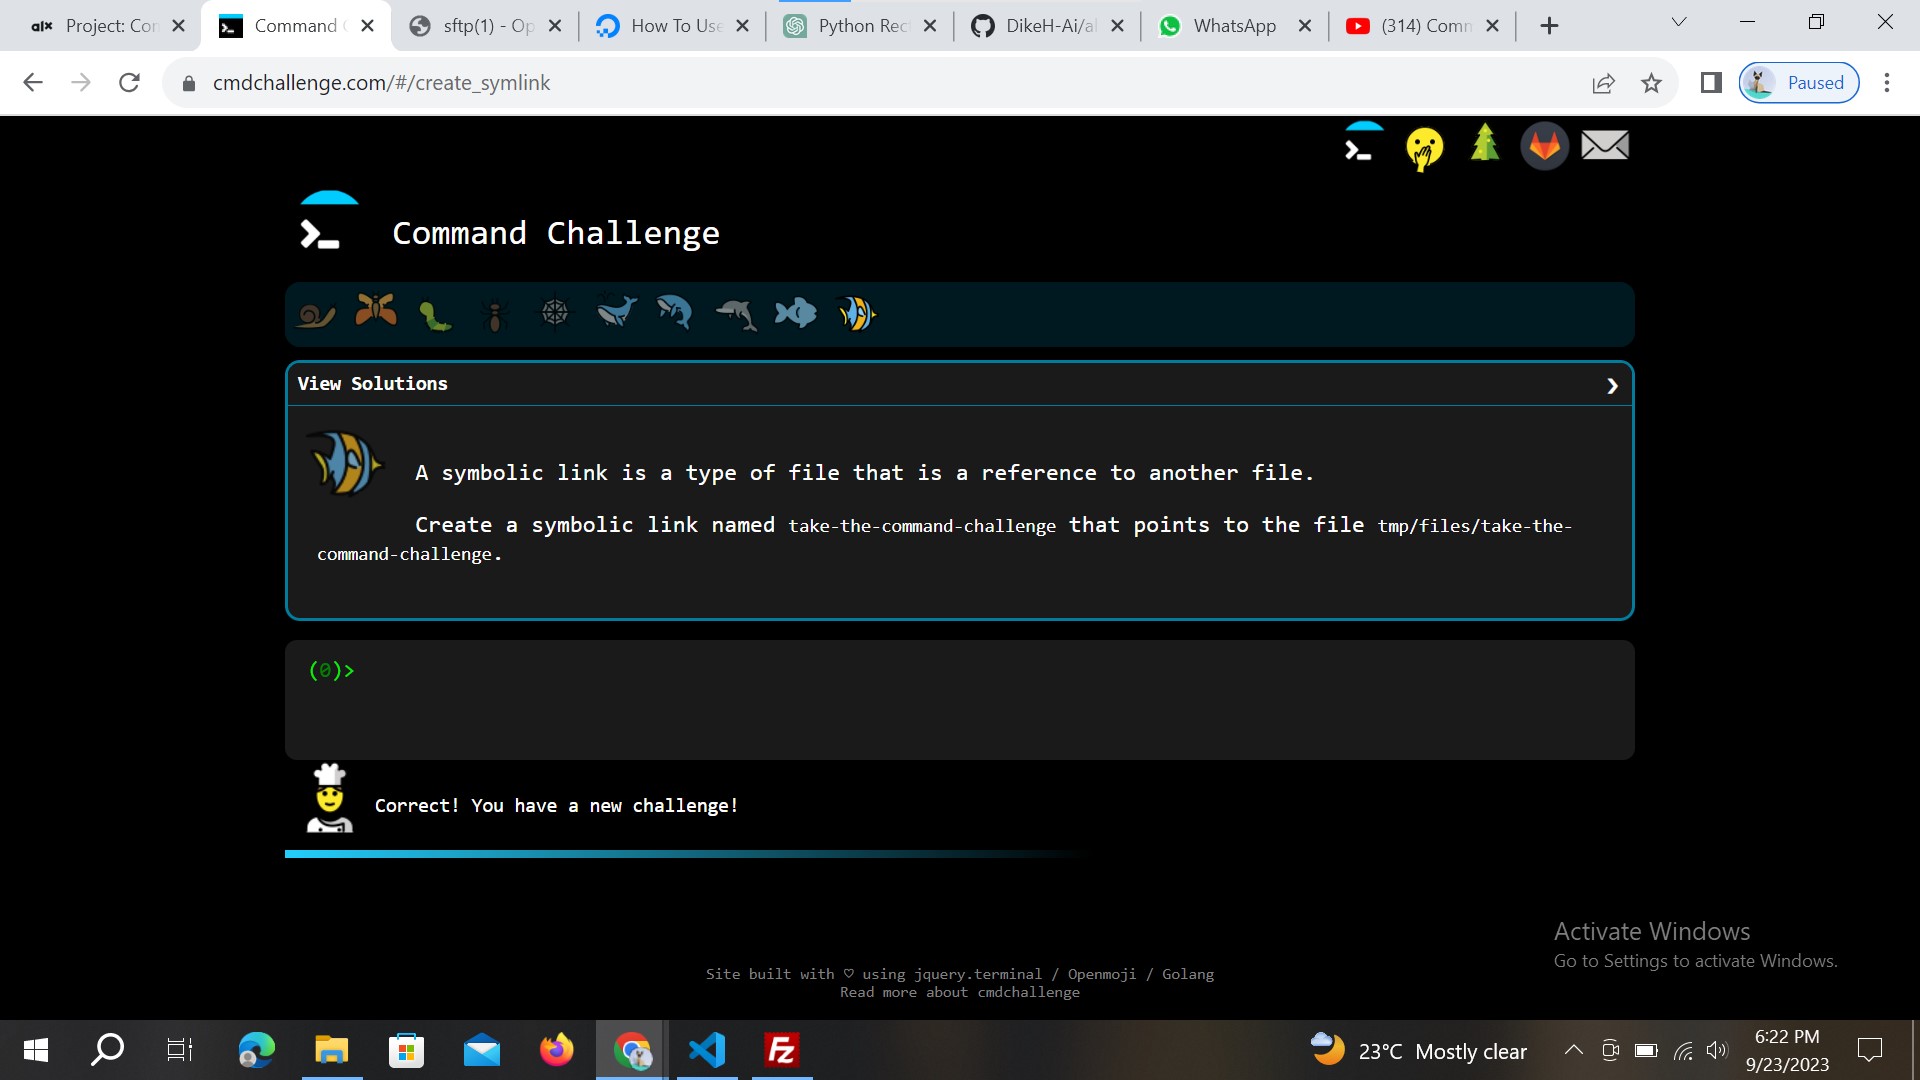 alx Project: Con
Command C
sftp(1) - Op
How To Use
Python Rec
DikeH-Ai/al
WhatsApp
(314) Comm
cmdchallenge.com/#/create_symlink
Paused
Command Challenge
View Solutions
A symbolic link is a type of file that is a reference to another file.
Create a symbolic link named take-the-command-challenge that points to the file tmp/files/take-the-
command-challenge.
(0)>
Correct! You have a new challenge!
Activate Windows
Go to Settings to activate Windows.
Site built with ♡ using jquery.terminal / Openmoji / Golang
Read more about cmdchallenge
Fz
23°C Mostly clear
6:22 PM
9/23/2023